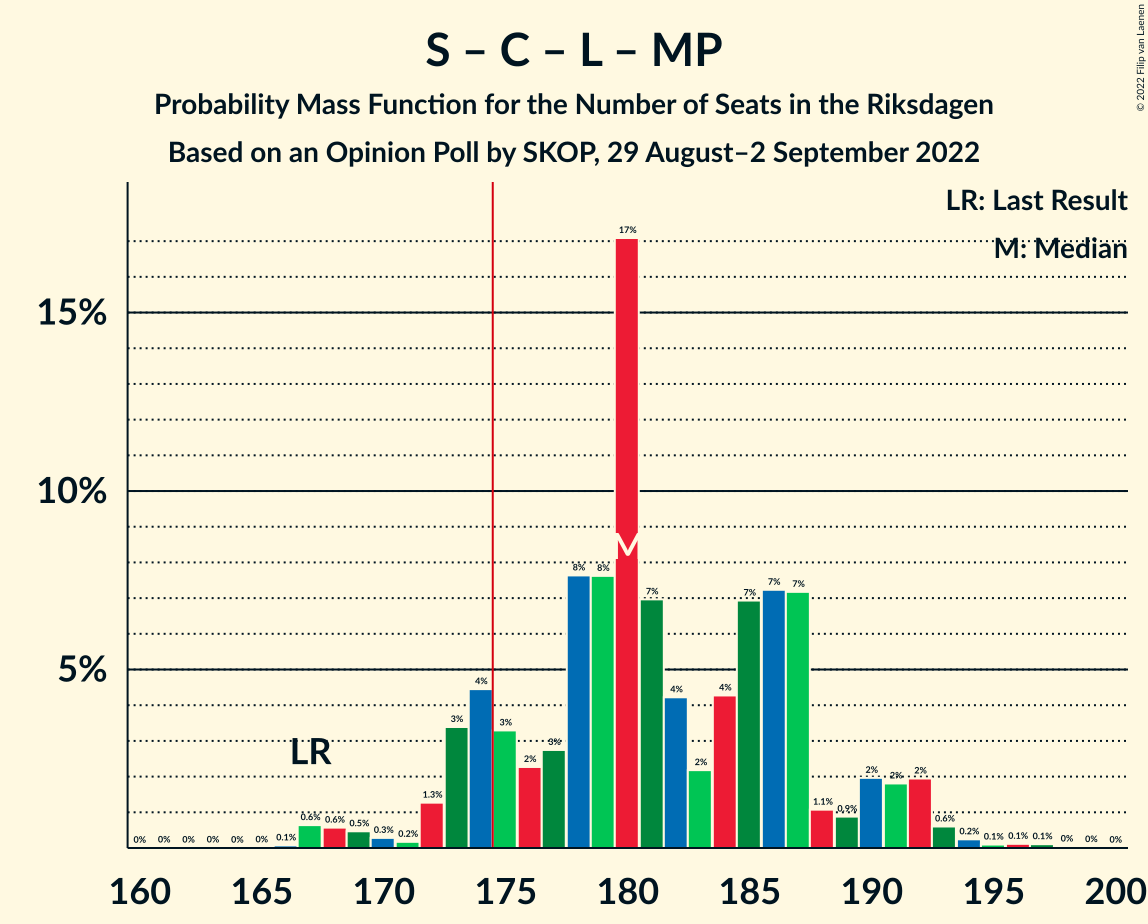 S – C – L – MP
Probability Mass Function for the Number of Seats in the Riksdagen
Based on an Opinion Poll by SKOP, 29 August–2 September 2022
© 2022 Filip van Laenen
LR: Last Result
M: Median
15%
10%
5%
LR
M
0% 0% 0% 0% 0% 0% 0.1% 0.6% 0.6% 0.5% 0.3% 0.2% 1.3% 3% 4% 3% 2% 3% 8% 8% 17% 7% 4% 2% 4% 7% 7% 7% 1.1% 0.9% 2% 2% 2% 0.6% 0.2% 0.1% 0.1% 0.1% 0% 0% 0%
160 165 170 175 180 185 190 195 200